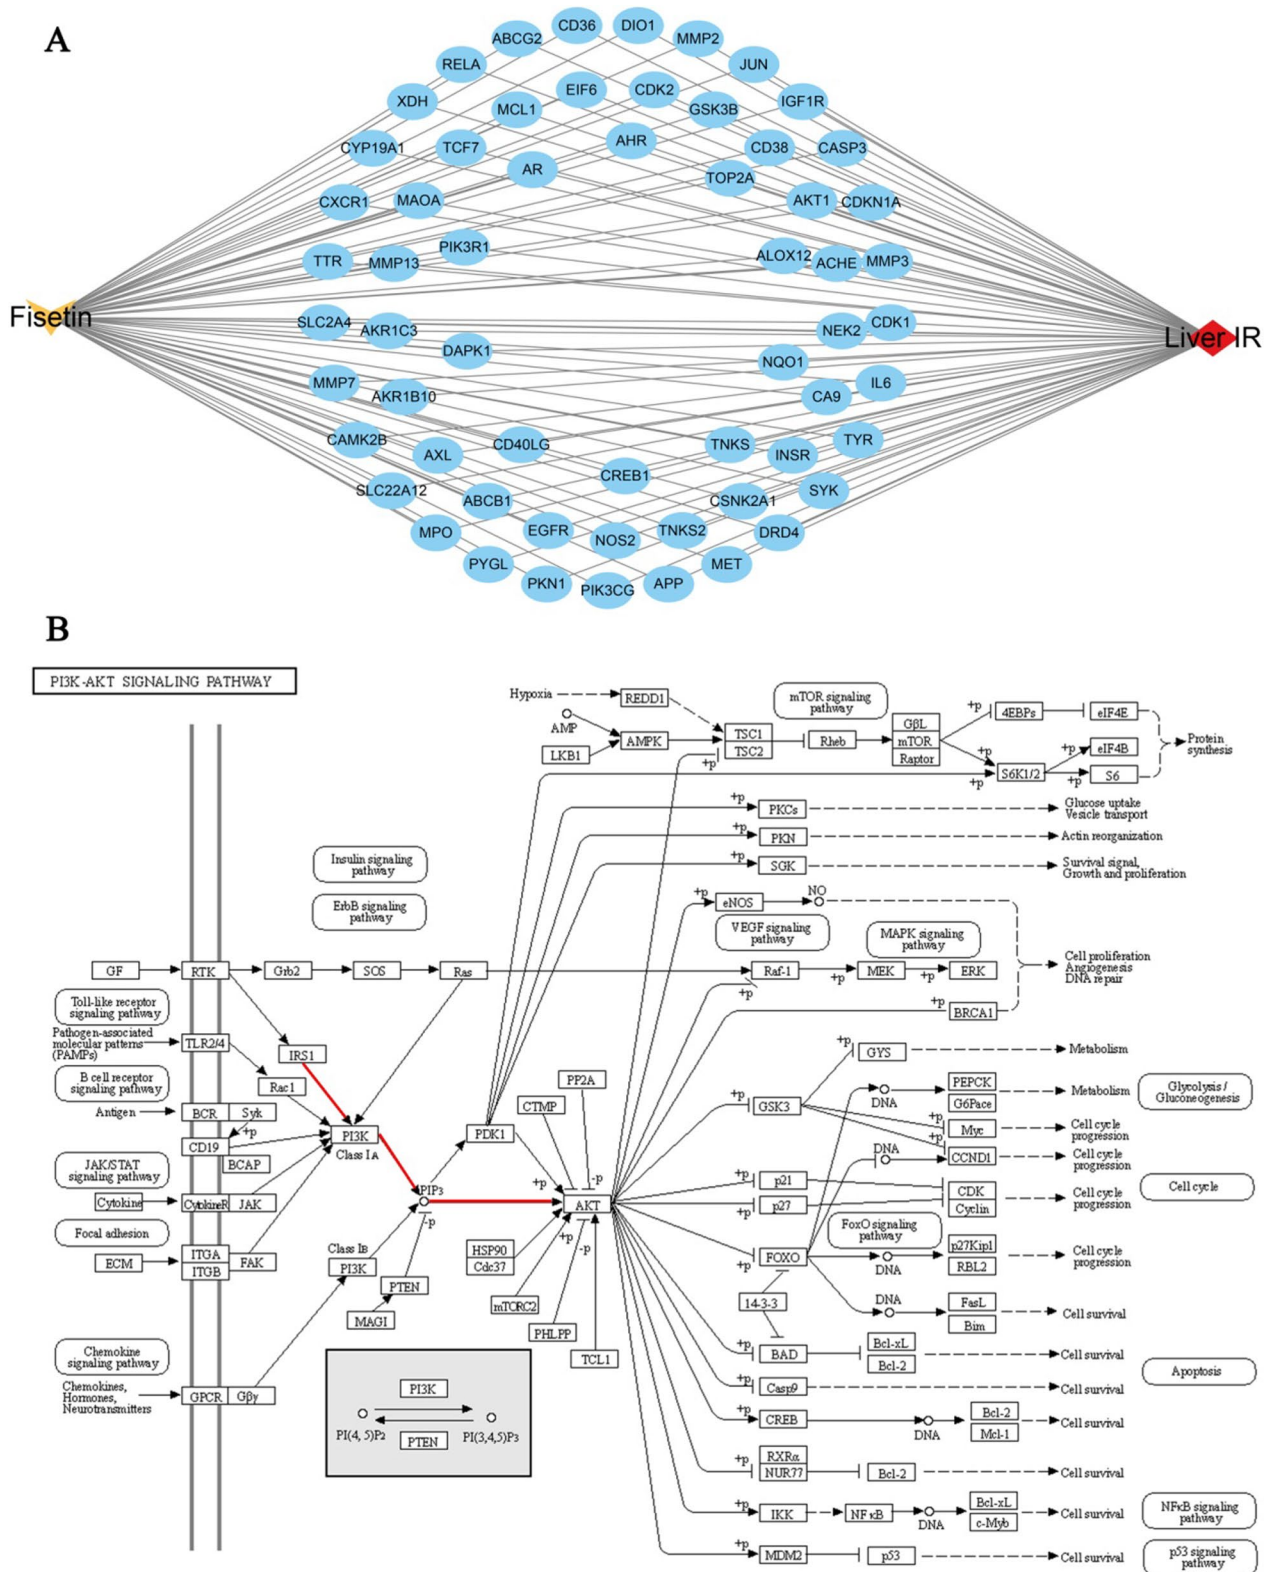 A
CD36
DIO1
ABCG2
MMP2
RELA
JUN
XDH
MCL1
EIF6
CDK2
GSK3B
IGF1R
CYP19A1
TCF7
AHR
CD38
CASP3
AR
TOP2A
CXCR1
MAOA
AKT1
CDKN1A
TTR
MMP13
PIK3R1
ALOX12
ACHE
MMP3
Fisetin
SLC2A4
AKR1C3
NEK2
CDK1
Liver IR
DAPK1
NQO1
MMP7
AKR1B10
CA9
IL6
CAMK2B
AXL
CD40LG
TNKS
INSR
TYR
CREB1
SLC22A12
ABCB1
CSNK2A1
SYK
MPO
EGFR
NOS2
TNKS2
DRD4
PYGL
MET
PKN1
PIK3CG
APP
B
PI3K-AKT SIGNALING PATHWAY
Hypoxia
REDD1
mTOR signaling
pathway
AMP
LKB1
AMPK
TSC1
TSC2
+p
Rheb
GβL
mTOR
Raptor
+p
4EBPs
eIF4E
+p
S6K1/2
+p
eIF4B
+p
+p
S6
Protein
synthesis
+p
PKCs
Glucose uptake
Vesicle transport
+p
PKN
Actin reorganization
+p
SGK
Survival signal,
Growth and proliferation
Insulin signaling
pathway
ErbB signaling
pathway
+p
eNOS
NO
VEGF signaling
pathway
MAPK signaling
pathway
GF
RTK
Grb2
SOS
Ras
Raf-1
+p
+p
MEK
+p
ERK
Cell proliferation
Angiogenesis
DNA repair
+p
BRCA1
Toll-like receptor
signaling pathway
Pathogen-associated
molecular patterns
(PAMPs)
TLR2/4
IRS1
Rac1
B cell receptor
signaling pathway
Antigen
BCR
Syk
+p
CD19
BCAP
PI3K
Class IA
JAK/STAT
signaling pathway
Cytokine
CytokineR
JAK
Focal adhesion
ECM
ITGA
ITGB
FAK
Chemokine
signaling pathway
Chemokines,
Hormones,
Neurotransmitters
GPCR
Gβγ
PIP3
-p
Class IB
PI3K
PTEN
MAGI
PDK1
CTMP
PP2A
+p
-p
AKT
HSP90
Cdc37
+p
-p
mTORC2
PHLPP
TCL1
PI3K
PI(4, 5)P2
PI(3,4,5)P3
PTEN
+p
GYS
Metabolism
+p
GSK3
DNA
PEPCK
G6Pace
Metabolism
Glycolysis /
Gluconeogenesis
+p
Myc
Cell cycle
progression
+p
DNA
CCND1
Cell cycle
progression
+p
p21
+p
p27
CDK
Cyclin
Cell cycle
progression
Cell cycle
FoxO signaling
pathway
+p
FOXO
DNA
p27Kip1
RBL2
Cell cycle
progression
14-3-3
DNA
FasL
Bim
Cell survival
+p
BAD
Bcl-xL
Bcl-2
Cell survival
Apoptosis
+p
Casp9
Cell survival
+p
CREB
DNA
Bcl-2
Mcl-1
Cell survival
+p
RXRα
NUR77
Bcl-2
Cell survival
+p
IKK
NFκB
DNA
Bcl-xL
c-Myb
Cell survival
NFκB signaling
pathway
+p
MDM2
p53
Cell survival
p53 signaling
pathway